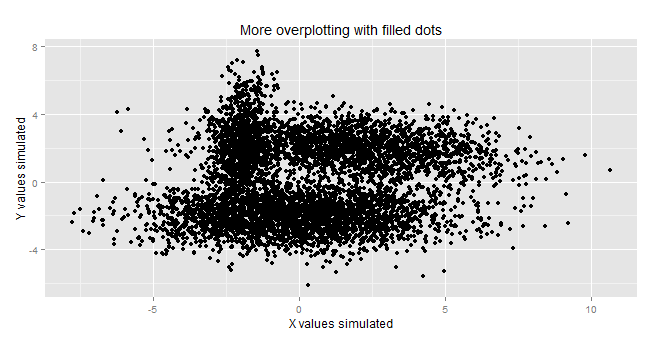 More overplotting with filled dots
8
4
0
-4
Y values simulated
-5 0 5 10
X values simulated